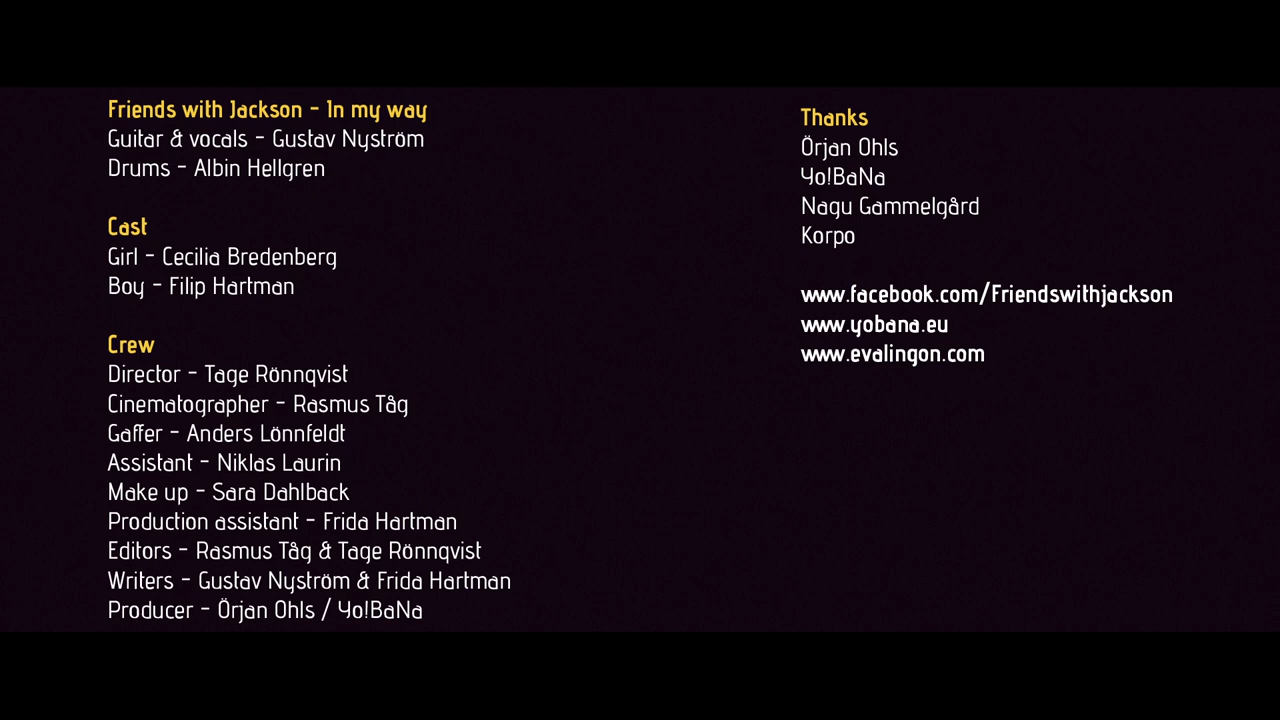 Friends with Jackson - In my way
Guitar & vocals - Gustav Nyström
Drums - Albin Hellgren
Cast
Girl - Cecilia Bredenberg
Boy - Filip Hartman
Crew
Director - Tage Rönnqvist
Cinematographer - Rasmus Tåg
Gaffer - Anders Lönnfeldt
Assistant - Niklas Laurin
Make up - Sara Dahlback
Production assistant - Frida Hartman
Editors - Rasmus Tåg & Tage Rönnqvist
Writers - Gustav Nyström & Frida Hartman
Producer - Örjan Ohls / Yo!BaNa
Thanks
Örjan Ohls
Yo!BaNa
Nagu Gammelgård
Korpo
www.facebook.com/Friendswithjackson
www.yobana.eu
www.evalingon.com